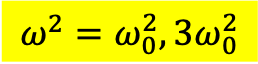 ω² = ω₀², 3ω₀²